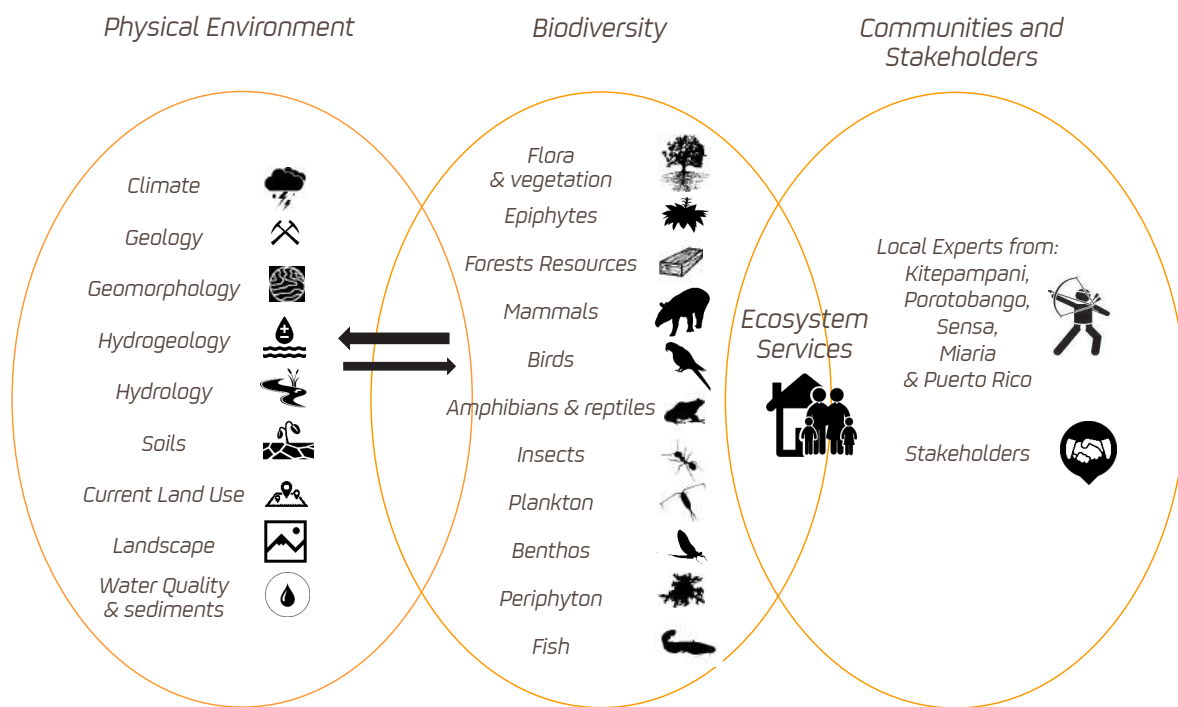 Physical Environment
Biodiversity
Communities and
Stakeholders
Climate
Geology
Geomorphology
Hydrogeology
Hydrology
Soils
Current Land Use
Landscape
Water Quality
& sediments
Flora
& vegetation
Epiphytes
Forests Resources
Mammals
Birds
Amphibians & reptiles
Insects
Plankton
Benthos
Periphyton
Fish
Ecosystem
Services
Local Experts from:
Kitepampani,
Porotobango,
Sensa,
Miaria
& Puerto Rico
Stakeholders